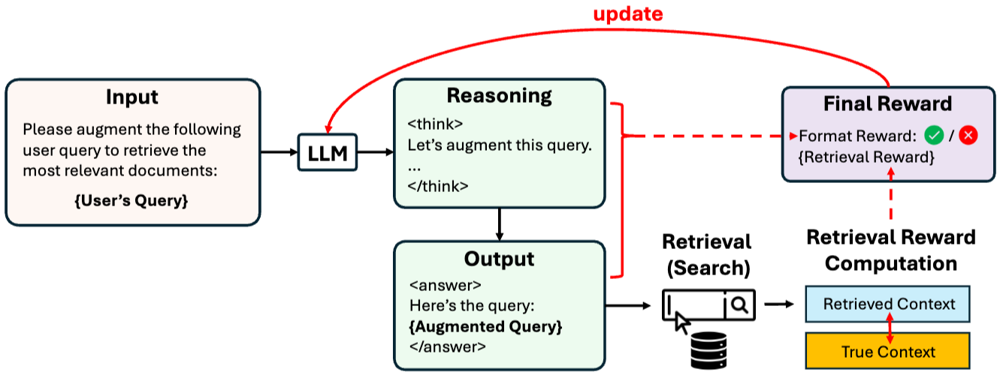 update
Input
Please augment the following
user query to retrieve the
most relevant documents:
{User’s Query}
LLM
Reasoning
<think>
Let’s augment this query.
...
</think>
Output
<answer>
Here’s the query:
{Augmented Query}
</answer>
Retrieval
(Search)
Final Reward
Format Reward: ✓ / ✕
{Retrieval Reward}
Retrieval Reward
Computation
Retrieved Context
True Context